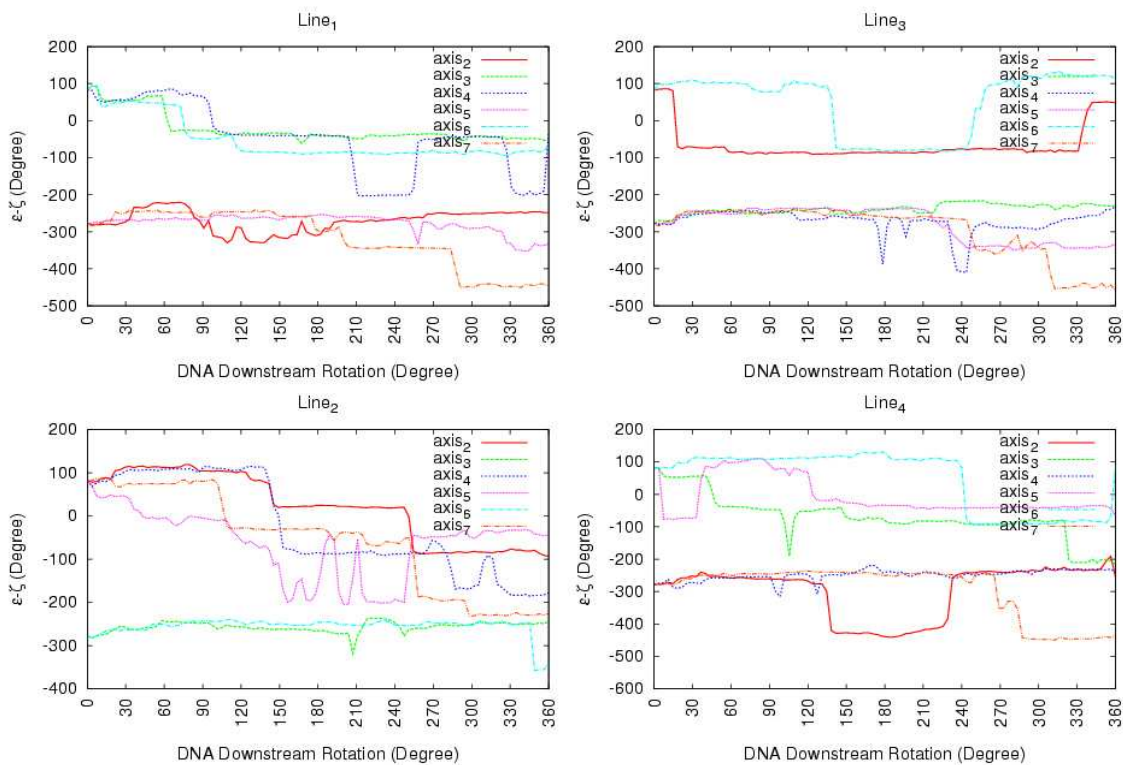 Line1
200
100
0
-100
-200
-300
-400
-500
ε-ζ (Degree)
0 30 60 90 120 150 180 210 240 270 300 330 360
DNA Downstream Rotation (Degree)
axis2
axis3
axis4
axis5
axis6
axis7
Line3
200
100
0
-100
-200
-300
-400
-500
ε-ζ (Degree)
0 30 60 90 120 150 180 210 240 270 300 330 360
DNA Downstream Rotation (Degree)
axis2
axis3
axis4
axis5
axis6
axis7
Line2
200
100
0
-100
-200
-300
-400
ε-ζ (Degree)
0 30 60 90 120 150 180 210 240 270 300 330 360
DNA Downstream Rotation (Degree)
axis2
axis3
axis4
axis5
axis6
axis7
Line4
200
100
0
-100
-200
-300
-400
-500
-600
ε-ζ (Degree)
0 30 60 90 120 150 180 210 240 270 300 330 360
DNA Downstream Rotation (Degree)
axis2
axis3
axis4
axis5
axis6
axis7